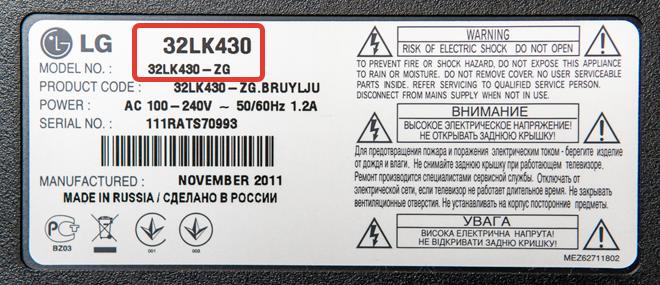 LG 32LK430
MODEL NO. : 32LK430-ZG
PRODUCT CODE : 32LK430-ZG.BRUYLJU
POWER : AC 100-240V ~ 50/60Hz 1.2A
SERIAL NO. : 111RATS70993
MANUFACTURED : NOVEMBER 2011
MADE IN RUSSIA / СДЕЛАНО В РОССИИ
BZ03
001
002
WARNING
RISK OF ELECTRIC SHOCK DO NOT OPEN
TO PREVENT FIRE OR SHOCK HAZARD, DO NOT EXPOSE THIS APPLIANCE
TO RAIN OR MOISTURE. DO NOT REMOVE COVER. NO USER SERVICEABLE
PARTS INSIDE. REFER SERVICING TO QUALIFIED SERVICE PERSON.
DISCONNECT FROM MAINS SUPPLY WHEN NOT IN USE
ВНИМАНИЕ
ВЫСОКОЕ ЭЛЕКТРИЧЕСКОЕ НАПРЯЖЕНИЕ!
НЕ ОТКРЫВАТЬ ЗАДНЮЮ КРЫШКУ!
Для предотвращения пожара и поражения электрическим током - берегите изделие
от дождя и влаги. Не снимайте заднюю крышку при работающем телевизоре.
Ремонт производится специалистами сервисной службы. Отключайте от
электрической сети, если телевизор не работает длительное время. Не закрывать
вентиляционные отверстия. Не устанавливать на корпус посторонние предметы.
УВАГА
ВИСОКА ЕЛЕКТРИЧНА НАПРУГА!
НЕ ВІДКРИВАТИ ЗАДНЮ КРИШКУ!
MEZ62711802